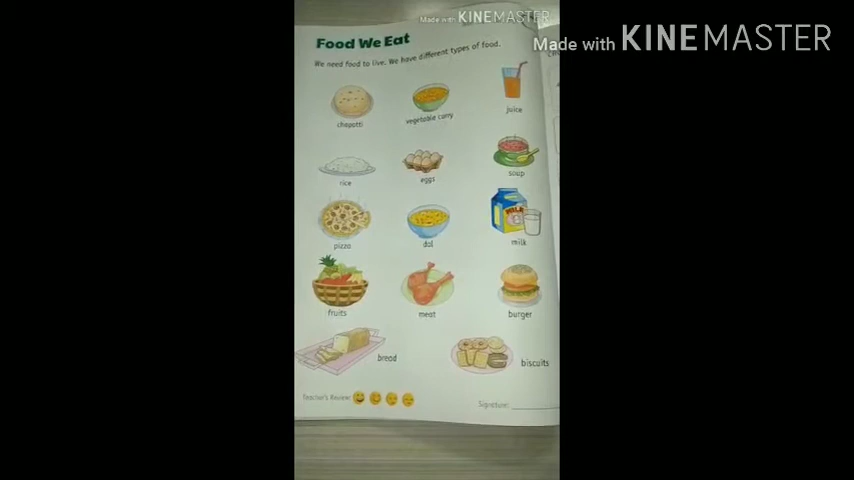 Made with KINEMASTER
Made with KINEMASTER
Food We Eat
We need food to live. We have different types of food.
chapatti
vegetable curry
juice
rice
eggs
soup
pizza
dal
MILK
milk
fruits
meat
burger
bread
biscuits
Teacher's Review:
Signature: